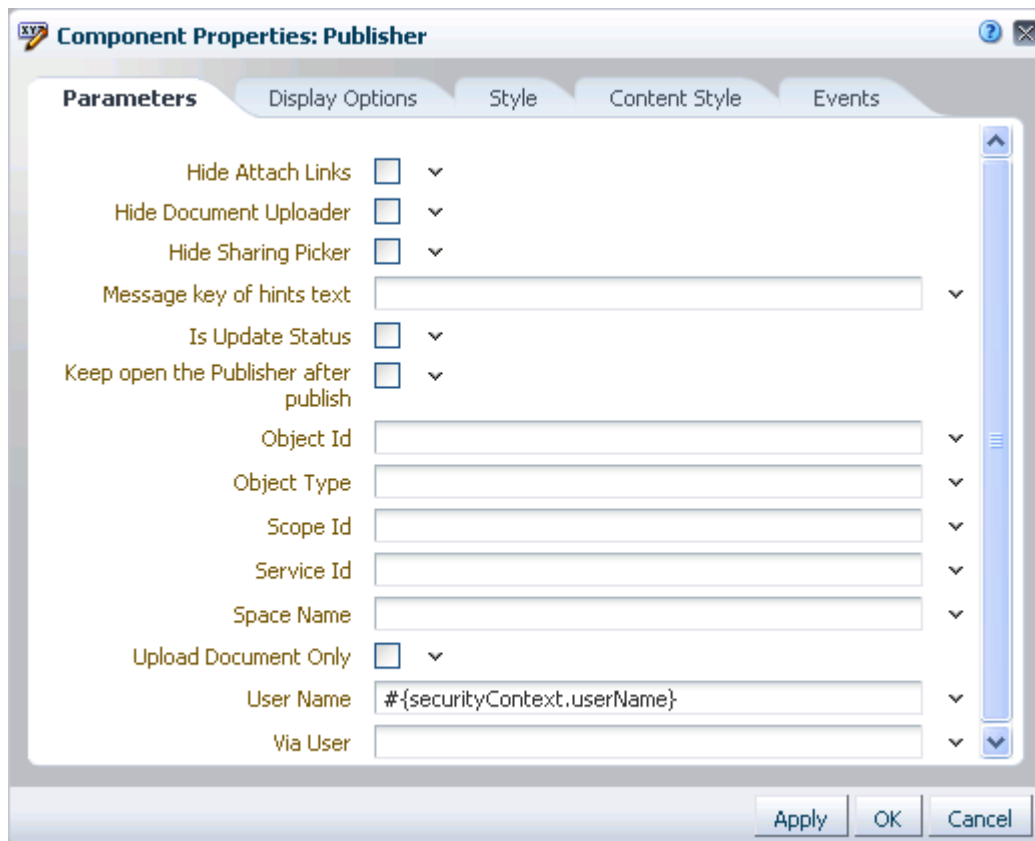 Component Properties: Publisher
Parameters Display Options Style Content Style Events
Hide Attach Links
Hide Document Uploader
Hide Sharing Picker
Message key of hints text
Is Update Status
Keep open the Publisher after
publish
Object Id
Object Type
Scope Id
Service Id
Space Name
Upload Document Only
User Name #{securityContext.userName}
Via User
Apply OK Cancel